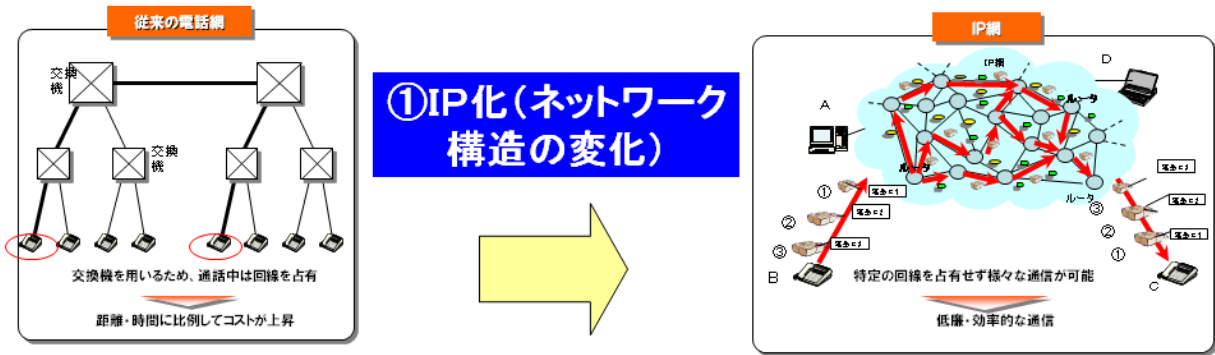 従来の電話網
交換
機
交換
機
交換機を用いるため、通話中は回線を占有
距離・時間に比例してコストが上昇
①IP化(ネットワーク
構造の変化)
IP網
IP網
D
A
ルータ
ルータ
ルータ
①
②
③
B
③
②
①
C
特定の回線を占有せず様々な通信が可能
低廉・効率的な通信